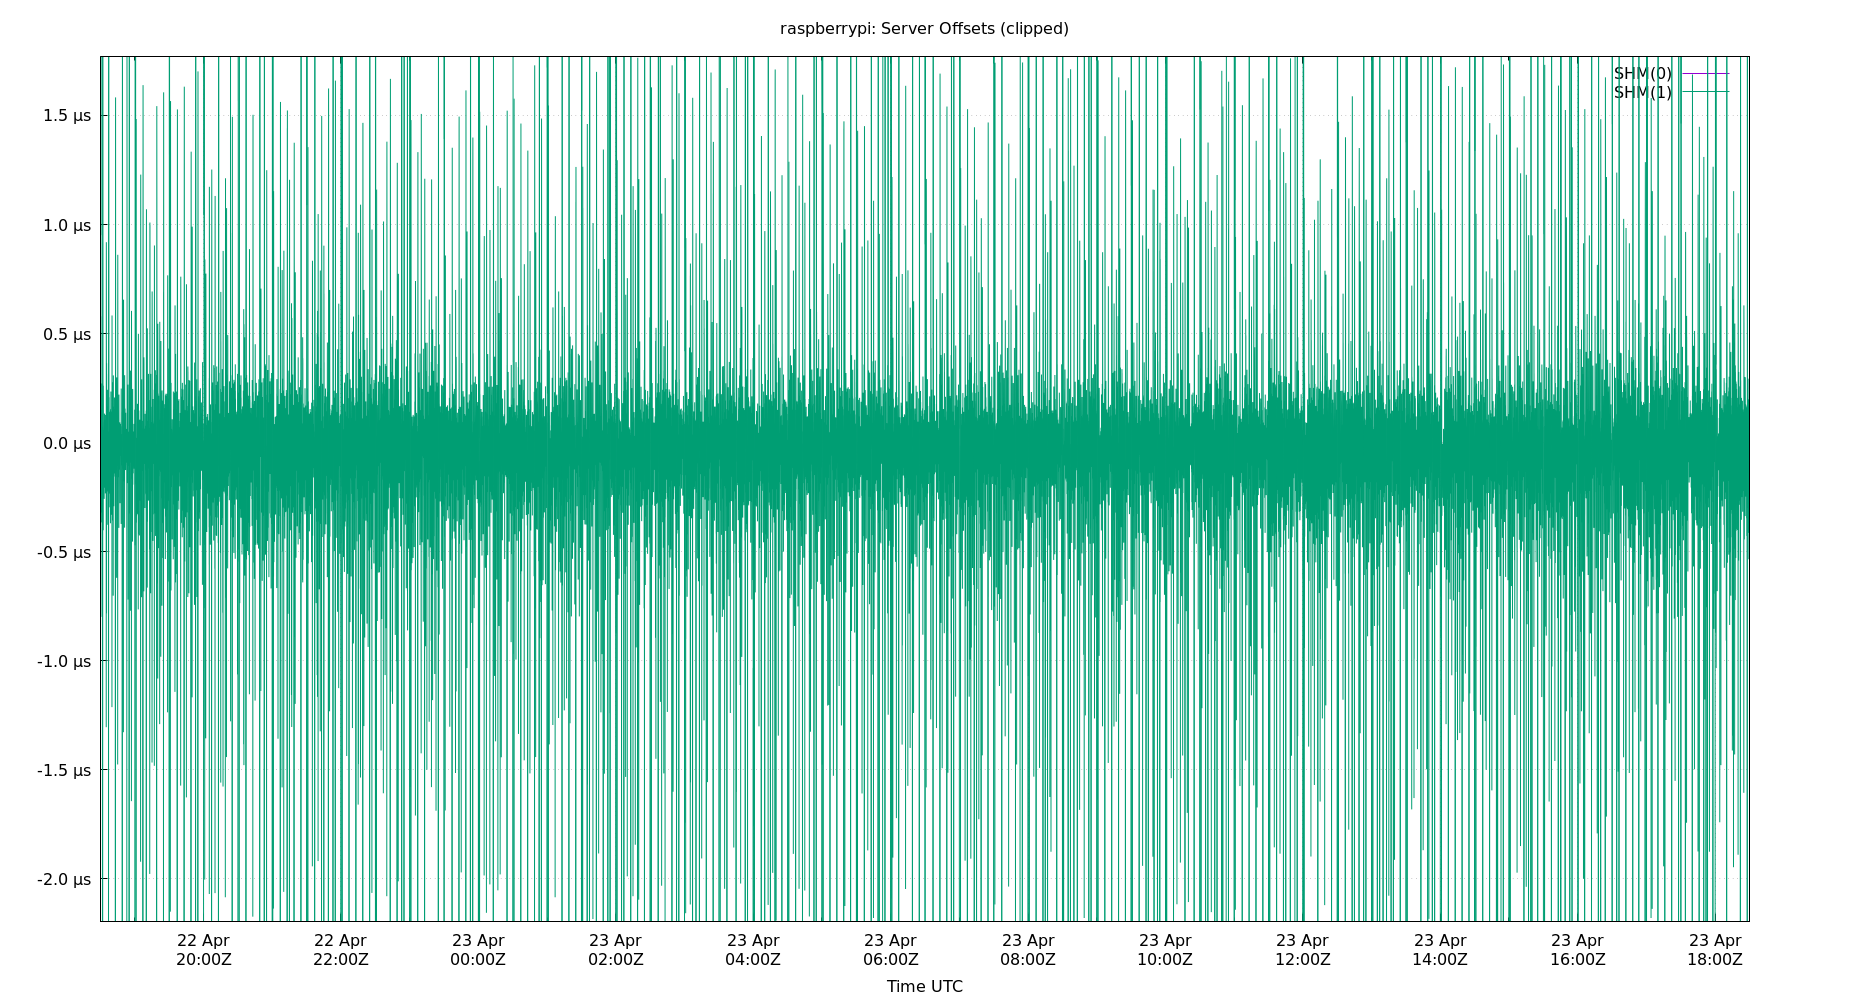 raspberrypi: Server Offsets (clipped)
SHM(0)
SHM(1)
1.5 µs
1.0 µs
0.5 µs
0.0 µs
-0.5 µs
-1.0 µs
-1.5 µs
-2.0 µs
22 Apr 22 Apr 23 Apr 23 Apr 23 Apr 23 Apr 23 Apr 23 Apr 23 Apr 23 Apr 23 Apr 23 Apr
20:00Z 22:00Z 00:00Z 02:00Z 04:00Z 06:00Z 08:00Z 10:00Z 12:00Z 14:00Z 16:00Z 18:00Z
Time UTC